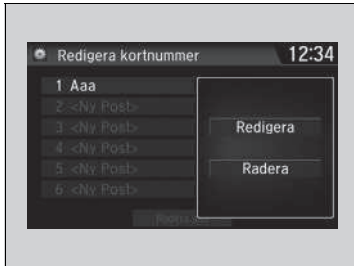 Redigera kortnummer 12:34
1 Aaa
2 <Ny Post>
3 <Ny Post>
4 <Ny Post>
5 <Ny Post>
6 <Ny Post>
Redigera
Radera